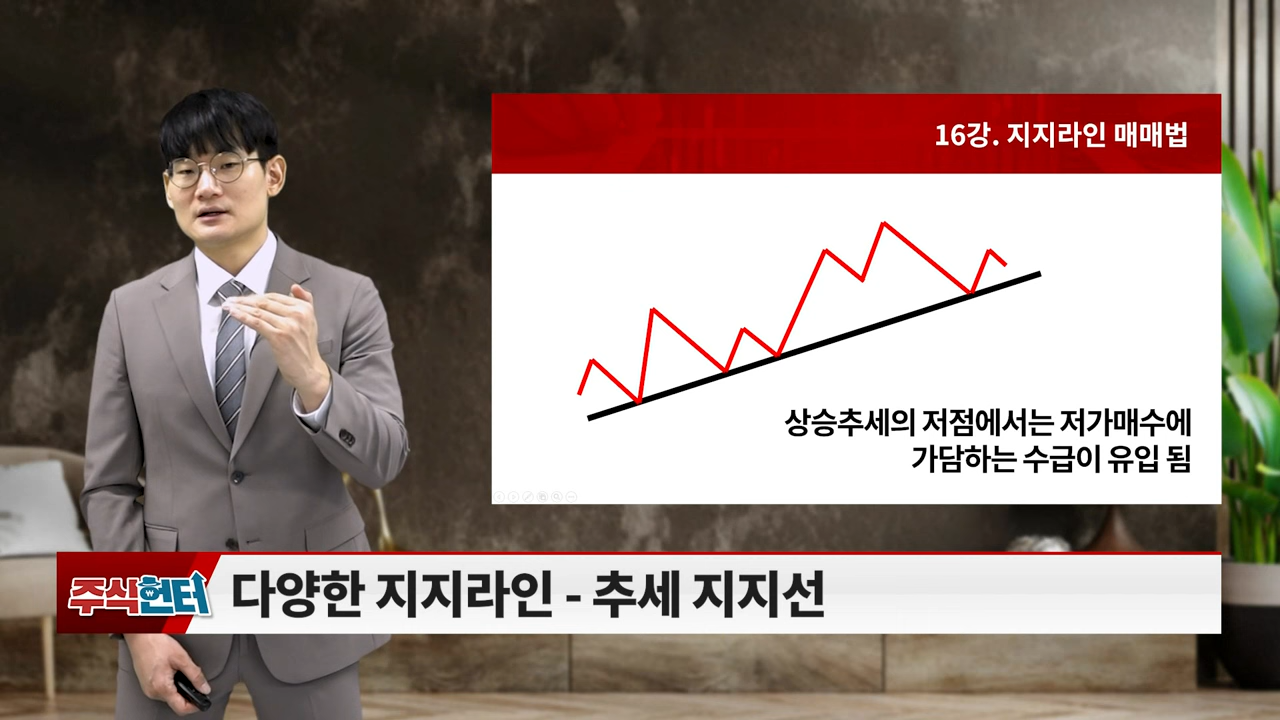 16강. 지지라인 매매법
상승추세의 저점에서는 저가매수에
가담하는 수급이 유입 됨
주식헌터
다양한 지지라인 - 추세 지지선